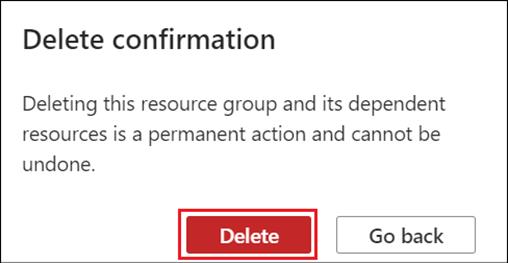 Delete confirmation
Deleting this resource group and its dependent
resources is a permanent action and cannot be
undone.
Delete
Go back